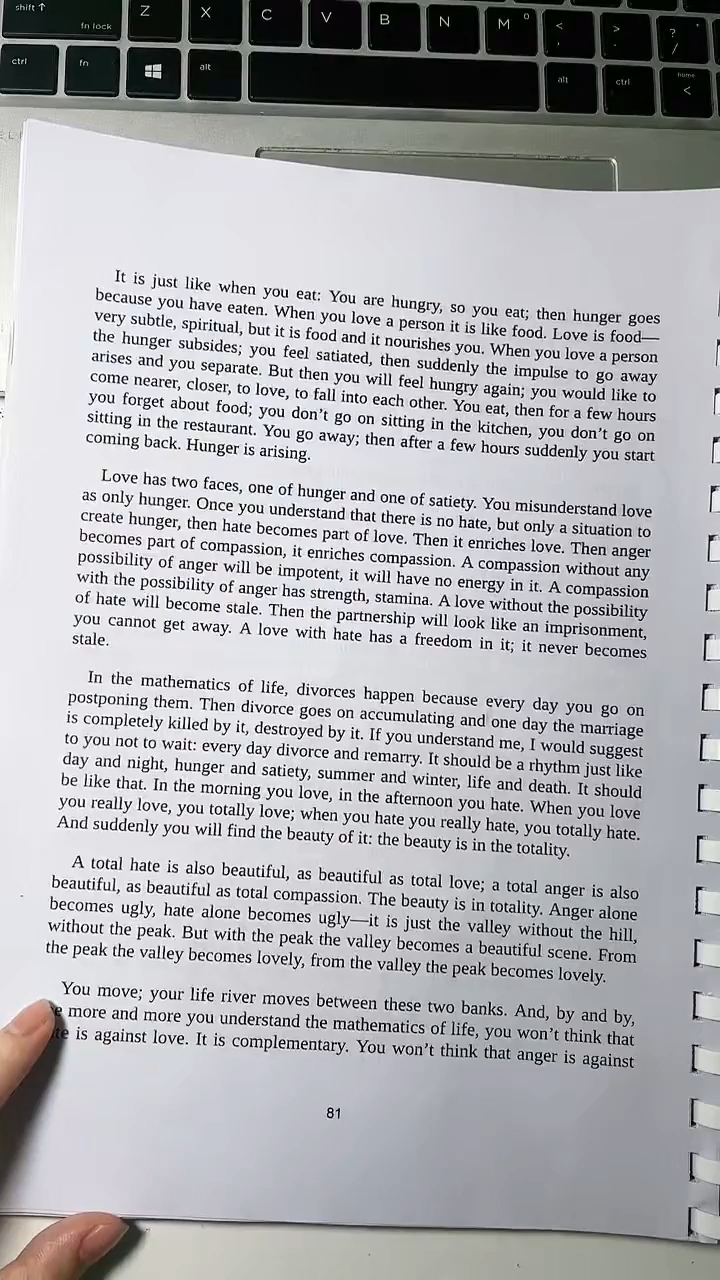 shift ↑
fn lock
Z
X
C
V
B
N
M
<
,
>
.
?
/
ctrl
fn
alt
alt
ctrl
home
<
It is just like when you eat: You are hungry, so you eat; then hunger goes
because you have eaten. When you love a person it is like food. Love is food—
very subtle, spiritual, but it is food and it nourishes you. When you love a person
the hunger subsides; you feel satiated, then suddenly the impulse to go away
arises and you separate. But then you will feel hungry again; you would like to
come nearer, closer, to love, to fall into each other. You eat, then for a few hours
you forget about food; you don't go on sitting in the kitchen, you don't go on
sitting in the restaurant. You go away; then after a few hours suddenly you start
coming back. Hunger is arising.
Love has two faces, one of hunger and one of satiety. You misunderstand love
as only hunger. Once you understand that there is no hate, but only a situation to
create hunger, then hate becomes part of love. Then it enriches love. Then anger
becomes part of compassion, it enriches compassion. A compassion without any
possibility of anger will be impotent, it will have no energy in it. A compassion
with the possibility of anger has strength, stamina. A love without the possibility
of hate will become stale. Then the partnership will look like an imprisonment,
you cannot get away. A love with hate has a freedom in it; it never becomes
stale.
In the mathematics of life, divorces happen because every day you go on
postponing them. Then divorce goes on accumulating and one day the marriage
is completely killed by it, destroyed by it. If you understand me, I would suggest
to you not to wait: every day divorce and remarry. It should be a rhythm just like
day and night, hunger and satiety, summer and winter, life and death. It should
be like that. In the morning you love, in the afternoon you hate. When you love
you really love, you totally love; when you hate you really hate, you totally hate.
And suddenly you will find the beauty of it: the beauty is in the totality.
A total hate is also beautiful, as beautiful as total love; a total anger is also
beautiful, as beautiful as total compassion. The beauty is in totality. Anger alone
becomes ugly, hate alone becomes ugly—it is just the valley without the hill,
without the peak. But with the peak the valley becomes a beautiful scene. From
the peak the valley becomes lovely, from the valley the peak becomes lovely.
You move; your life river moves between these two banks. And, by and by,
more and more you understand the mathematics of life, you won't think that
is against love. It is complementary. You won't think that anger is against
81